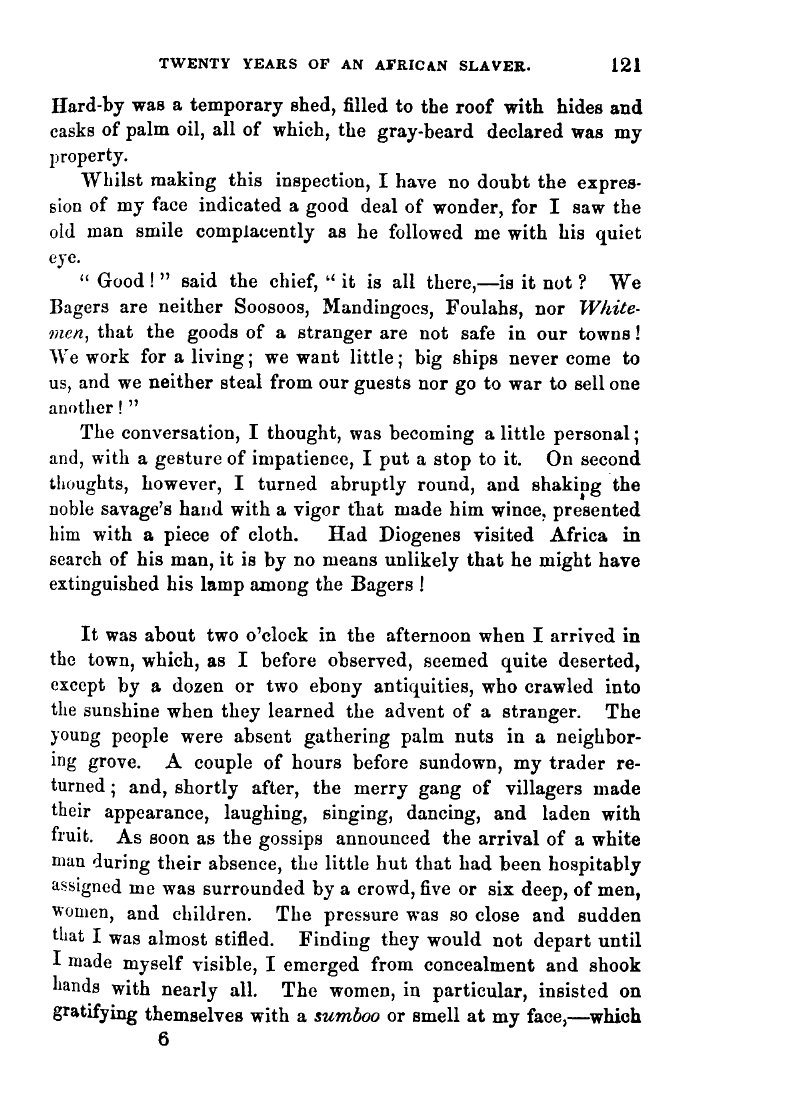 TWENTY YEARS OF AN AFRICAN SLAVER. 121
Hard-by was a temporary shed, filled to the roof with hides and
casks of palm oil, all of which, the gray-beard declared was my
property.
Whilst making this inspection, I have no doubt the expres-
sion of my face indicated a good deal of wonder, for I saw the
old man smile complacently as he followed me with his quiet
eye.
" Good ! " said the chief, " it is all there,—is it not ? We
Bagers are neither Soosoos, Mandingoes, Foulahs, nor White-
men, that the goods of a stranger are not safe in our towns !
We work for a living ; we want little ; big ships never come to
us, and we neither steal from our guests nor go to war to sell one
another ! "
The conversation, I thought, was becoming a little personal ;
and, with a gesture of impatience, I put a stop to it. On second
thoughts, however, I turned abruptly round, and shaking the
noble savage's hand with a vigor that made him wince, presented
him with a piece of cloth. Had Diogenes visited Africa in
search of his man, it is by no means unlikely that he might have
extinguished his lamp among the Bagers !
It was about two o'clock in the afternoon when I arrived in
the town, which, as I before observed, seemed quite deserted,
except by a dozen or two ebony antiquities, who crawled into
the sunshine when they learned the advent of a stranger. The
young people were absent gathering palm nuts in a neighbor-
ing grove. A couple of hours before sundown, my trader re-
turned ; and, shortly after, the merry gang of villagers made
their appearance, laughing, singing, dancing, and laden with
fruit. As soon as the gossips announced the arrival of a white
man during their absence, the little hut that had been hospitably
assigned me was surrounded by a crowd, five or six deep, of men,
women, and children. The pressure was so close and sudden
that I was almost stifled. Finding they would not depart until
I made myself visible, I emerged from concealment and shook
hands with nearly all. The women, in particular, insisted on
gratifying themselves with a sumboo or smell at my face,—which
6